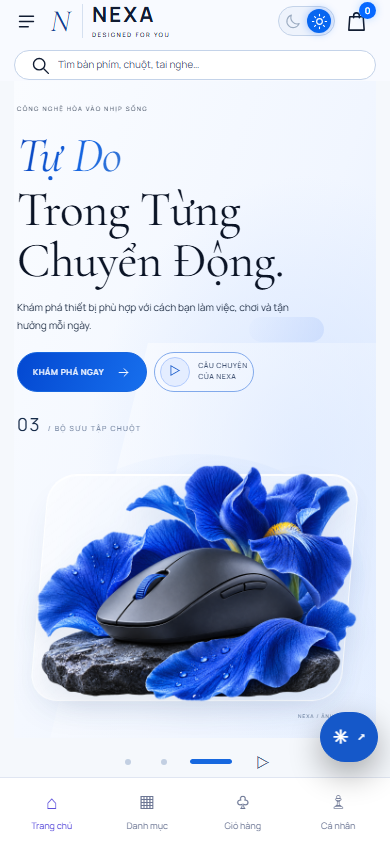 N
NEXA
DESIGNED FOR YOU
0
Tìm bàn phím, chuột, tai nghe...
CÔNG NGHỆ HÒA VÀO NHỊP SỐNG
Tự Do
Trong Từng
Chuyển Động.
Khám phá thiết bị phù hợp với cách bạn làm việc, chơi và tận
hưởng mỗi ngày.
KHÁM PHÁ NGAY
CÂU CHUYỆN
CỦA NEXA
03 / BỘ SƯU TẬP CHUỘT
NEXA /
Trang chủ
Danh mục
Giỏ hàng
Cá nhân